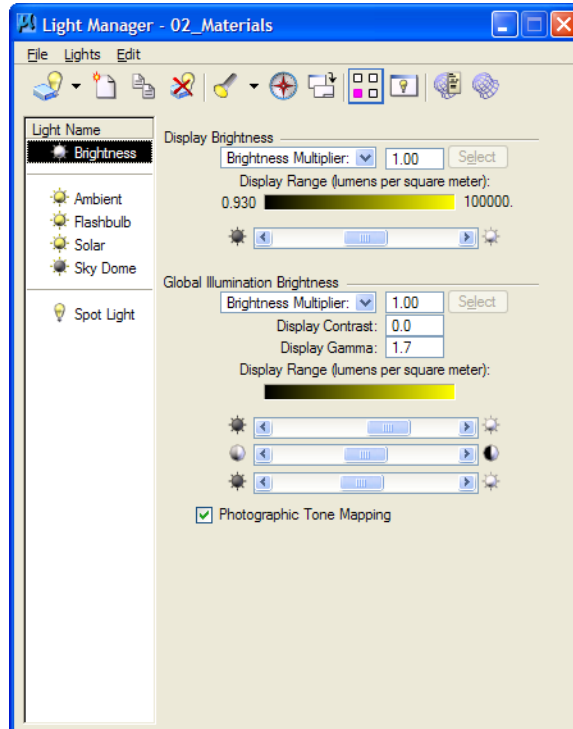 Light Manager - 02_Materials
File Lights Edit
Light Name
Brightness
Ambient
Flashbulb
Solar
Sky Dome
Spot Light
Display Brightness
Brightness Multiplier: 1.00 Select
Display Range (lumens per square meter):
0.930 100000.
Global Illumination Brightness
Brightness Multiplier: 1.00 Select
Display Contrast: 0.0
Display Gamma: 1.7
Display Range (lumens per square meter):
Photographic Tone Mapping